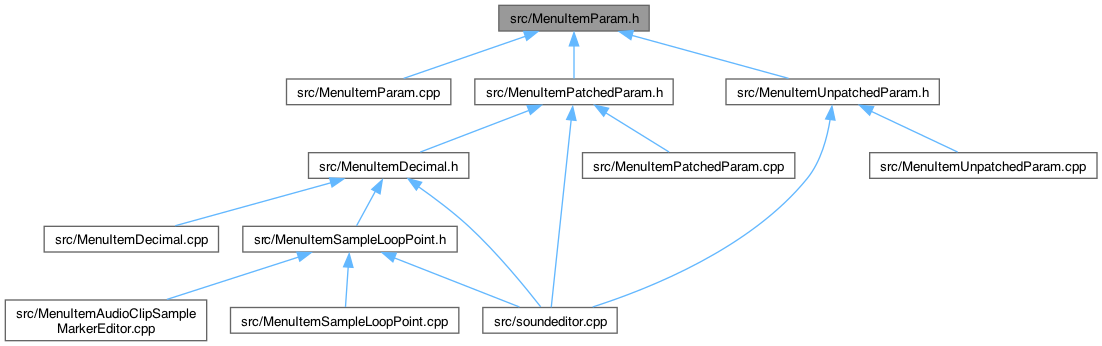 src/MenuItemParam.h
src/MenuItemParam.cpp
src/MenuItemPatchedParam.h
src/MenuItemUnpatchedParam.h
src/MenuItemDecimal.h
src/MenuItemPatchedParam.cpp
src/MenuItemUnpatchedParam.cpp
src/MenuItemDecimal.cpp
src/MenuItemSampleLoopPoint.h
src/MenuItemAudioClipSample
MarkerEditor.cpp
src/MenuItemSampleLoopPoint.cpp
src/soundeditor.cpp